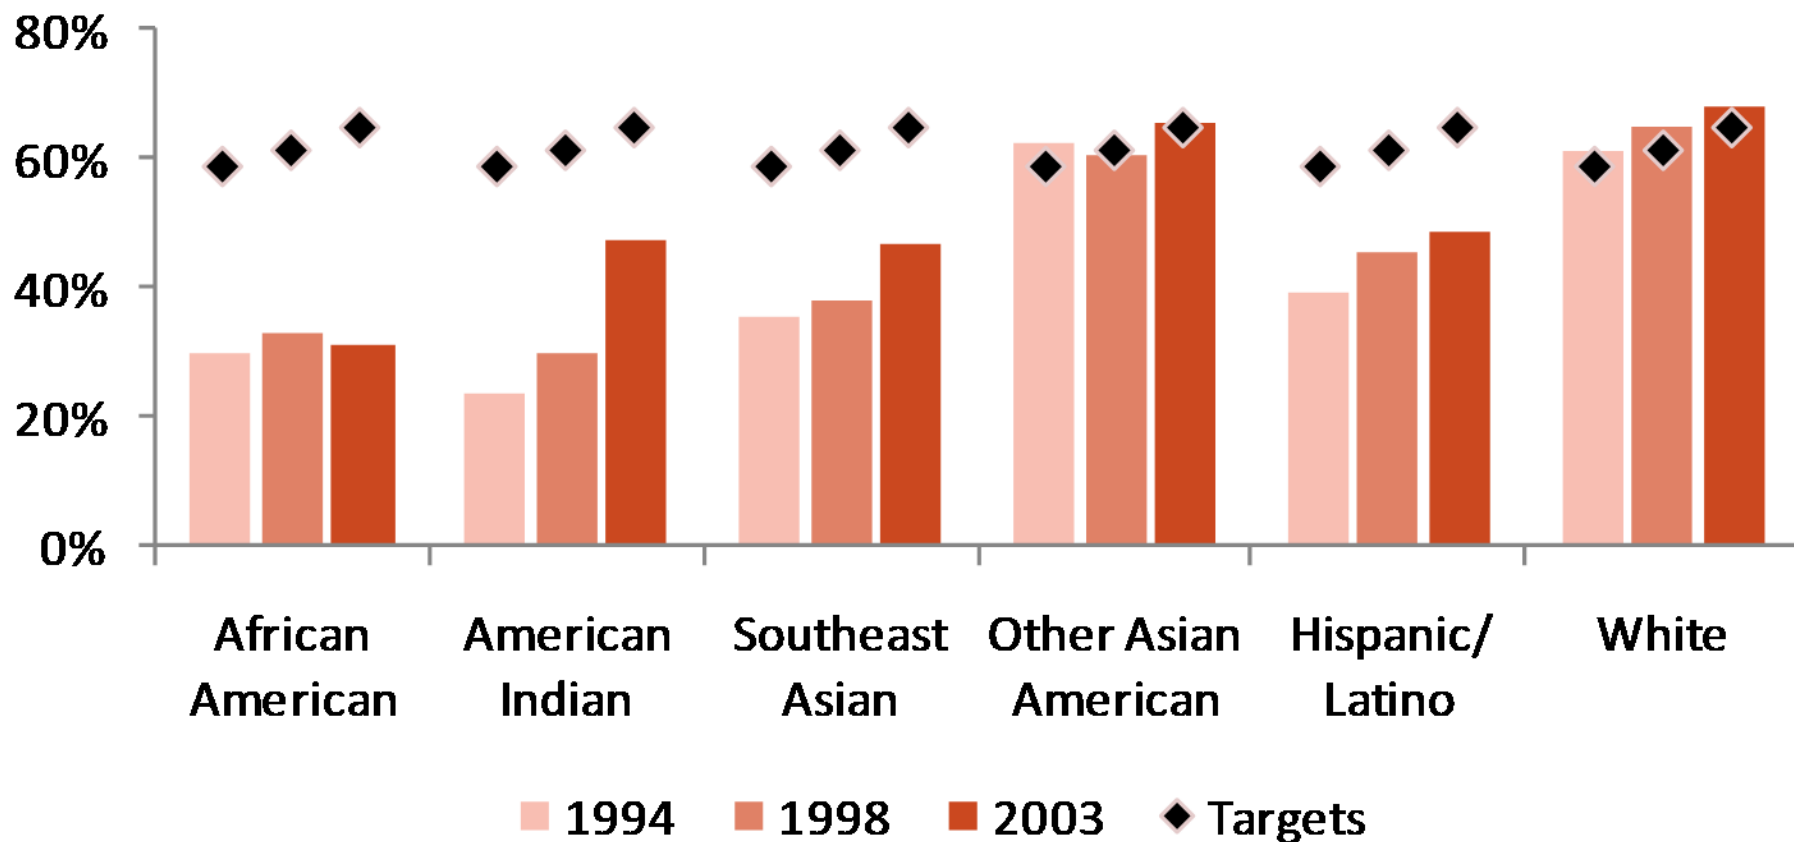 80%
60%
40%
20%
0%
African
American
American
Indian
Southeast
Asian
Other Asian
American
Hispanic/
Latino
White
1994
1998
2003
Targets